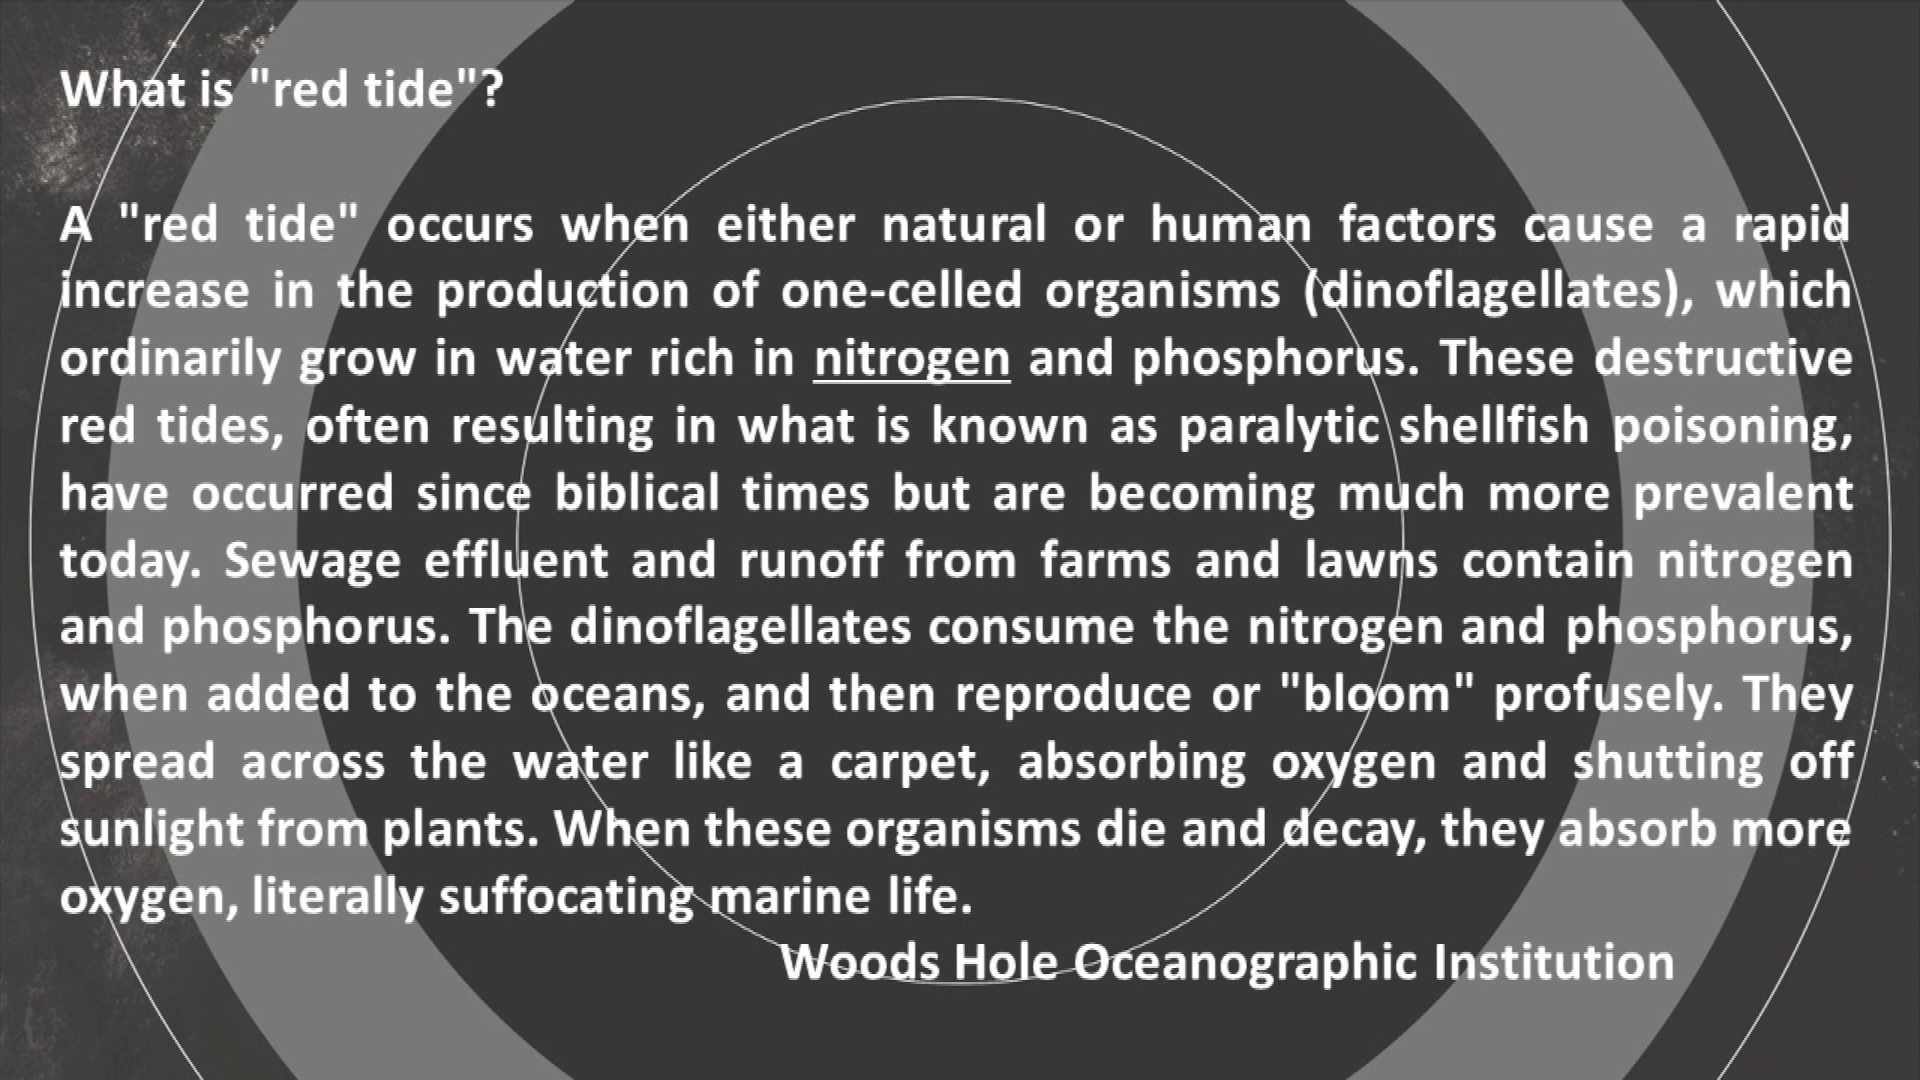 What is "red tide"?
A "red tide" occurs when either natural or human factors cause a rapid
increase in the production of one-celled organisms (dinoflagellates), which
ordinarily grow in water rich in nitrogen and phosphorus. These destructive
red tides, often resulting in what is known as paralytic shellfish poisoning,
have occurred since biblical times but are becoming much more prevalent
today. Sewage effluent and runoff from farms and lawns contain nitrogen
and phosphorus. The dinoflagellates consume the nitrogen and phosphorus,
when added to the oceans, and then reproduce or "bloom" profusely. They
spread across the water like a carpet, absorbing oxygen and shutting off
sunlight from plants. When these organisms die and decay, they absorb more
oxygen, literally suffocating marine life.
Woods Hole Oceanographic Institution